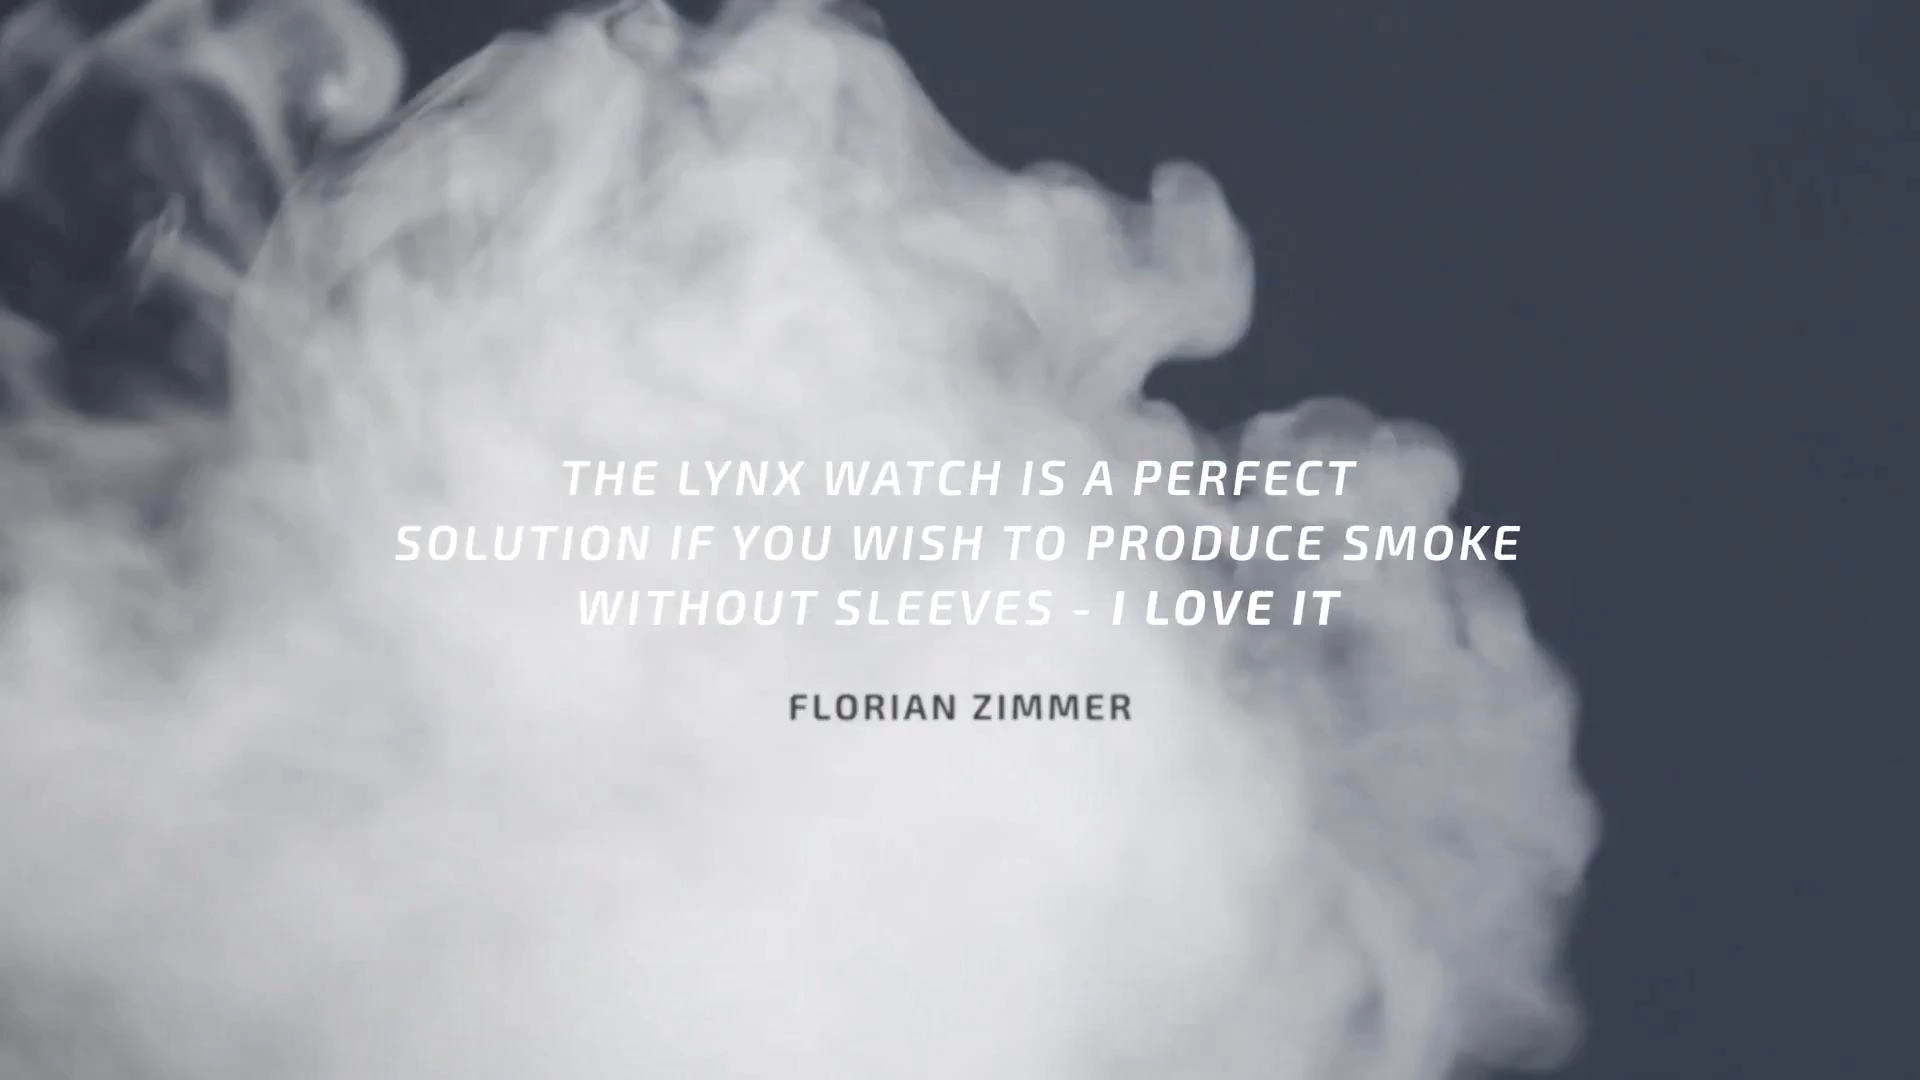 THE LYNX WATCH IS A PERFECT
SOLUTION IF YOU WISH TO PRODUCE SMOKE
WITHOUT SLEEVES - I LOVE IT
FLORIAN ZIMMER